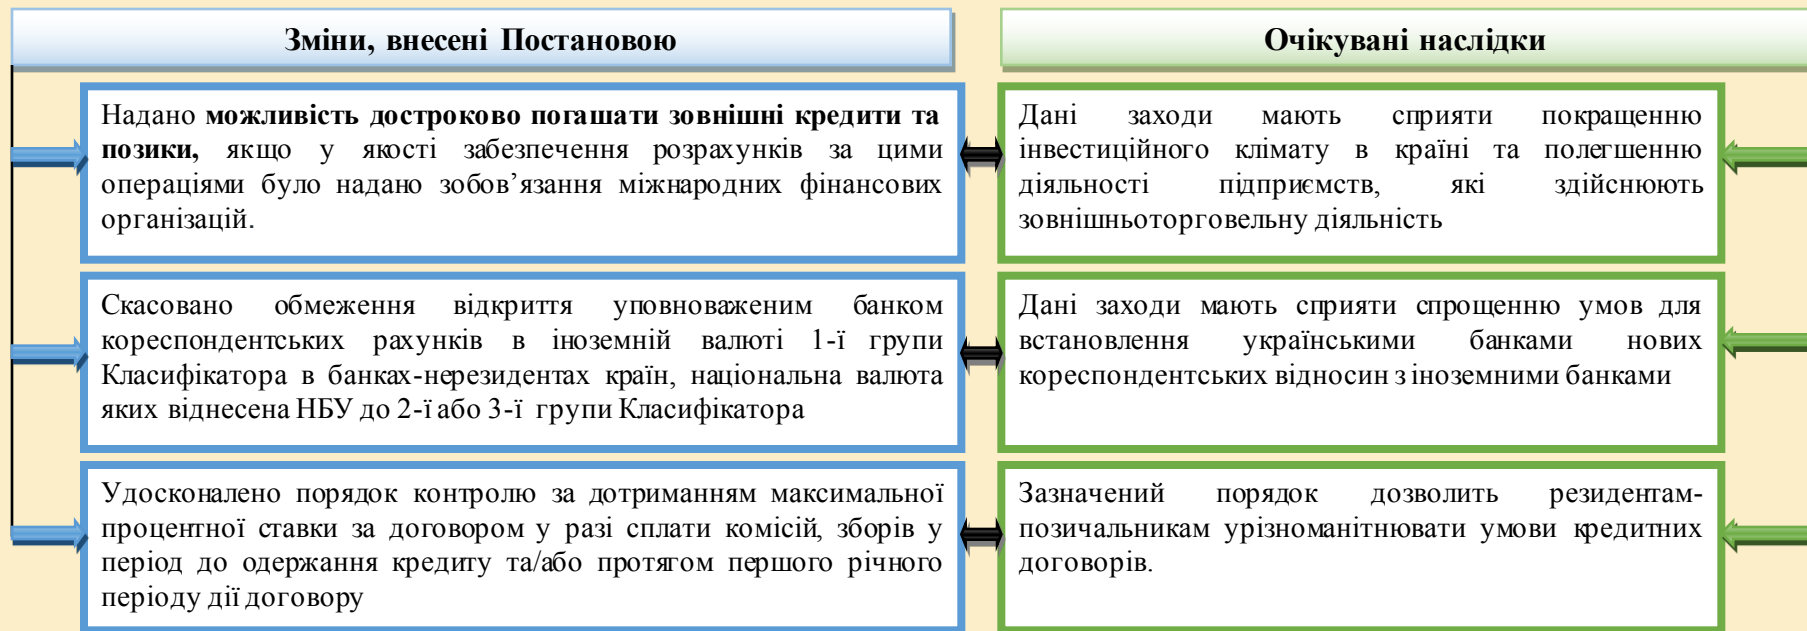 Зміни, внесені Постановою
Очікувані наслідки
Надано можливість достроково погашати зовнішні кредити та
позики, якщо у якості забезпечення розрахунків за цими
операціями було надано зобов’язання міжнародних фінансових
організацій.
Дані заходи мають сприяти покращенню
інвестиційного клімату в країні та полегшенню
діяльності підприємств, які здійснюють
зовнішньоторговельну діяльність
Скасовано обмеження відкриття уповноваженим банком
кореспондентських рахунків в іноземній валюті 1-ї групи
Класифікатора в банках-нерезидентах країн, національна валюта
яких віднесена НБУ до 2-ї або 3-ї групи Класифікатора
Дані заходи мають сприяти спрощенню умов для
встановлення українськими банками нових
кореспондентських відносин з іноземними банками
Удосконалено порядок контролю за дотриманням максимальної
процентної ставки за договором у разі сплати комісій, зборів у
період до одержання кредиту та/або протягом першого річного
періоду дії договору
Зазначений порядок дозволить резидентам-
позичальникам урізноманітнювати умови кредитних
договорів.